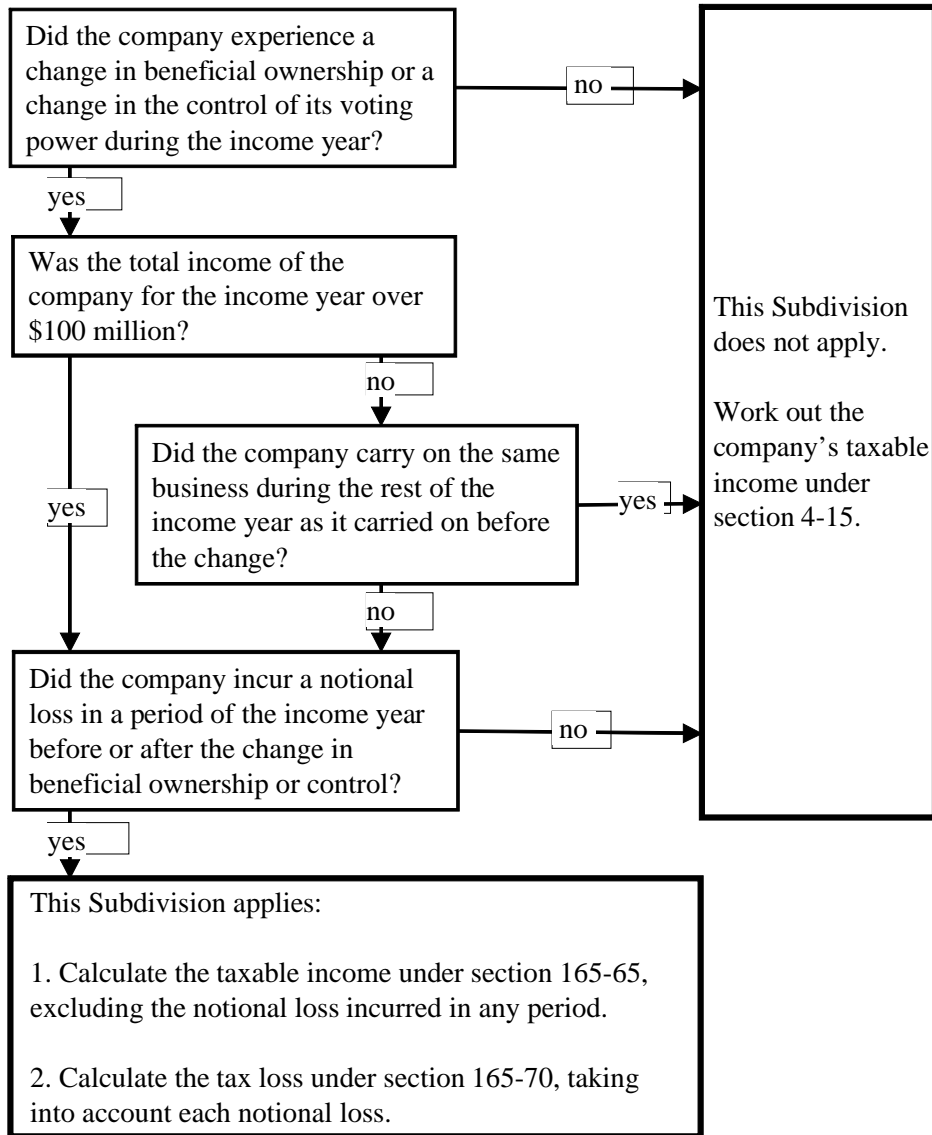 Did the company experience a
change in beneficial ownership or a
change in the control of its voting
power during the income year?
no
yes
Was the total income of the
company for the income year over
$100 million?
no
yes
Did the company carry on the same
business during the rest of the
income year as it carried on before
the change?
yes
no
Did the company incur a notional
loss in a period of the income year
before or after the change in
beneficial ownership or control?
no
yes
This Subdivision
does not apply.
Work out the
company’s taxable
income under
section 4-15.
This Subdivision applies:
1. Calculate the taxable income under section 165-65,
excluding the notional loss incurred in any period.
2. Calculate the tax loss under section 165-70, taking
into account each notional loss.